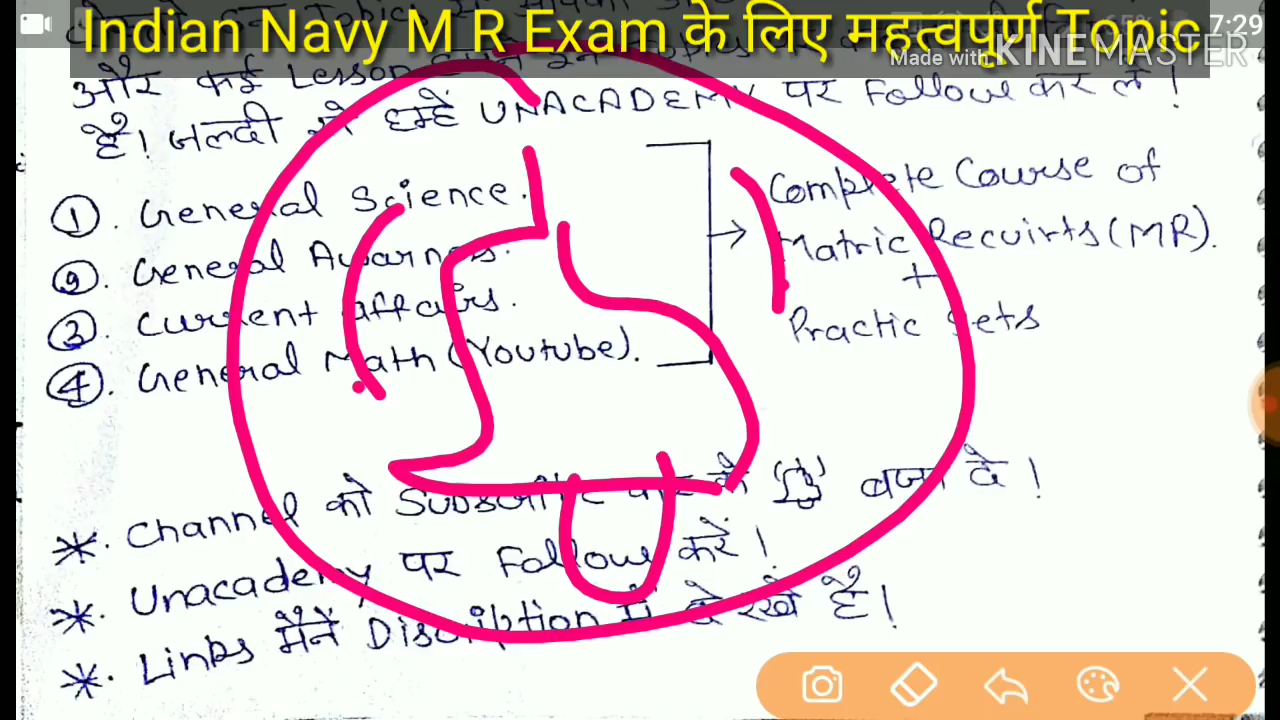 Indian Navy M R Exam के लिए महत्वपूर्ण Topic
7:29
Made with KINEMASTER
और कई Lesson
है। जल्दी से हमें UNACADEMY पर Follow कर लें!
①. General Science.
②. General Awarnes.
③. Current Affairs.
④. General Math (Youtube).
→ Complete Course of
Matric Recuirts (MR).
+
Practic Sets
*. Channel को Subscribe कर के बजा दे!
*. Unacademy पर Follow करें!
*. Links मैंने Discription में दे रखे है।